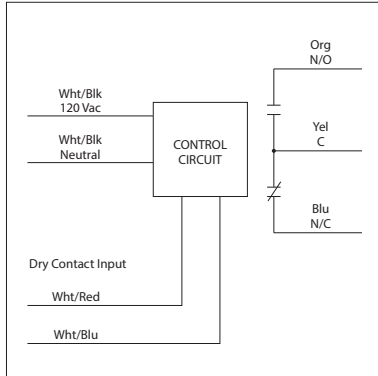 Org
N/O
Wht/Blk
120 Vac
Yel
C
Wht/Blk
Neutral
CONTROL
CIRCUIT
Blu
N/C
Dry Contact Input
Wht/Red
Wht/Blu